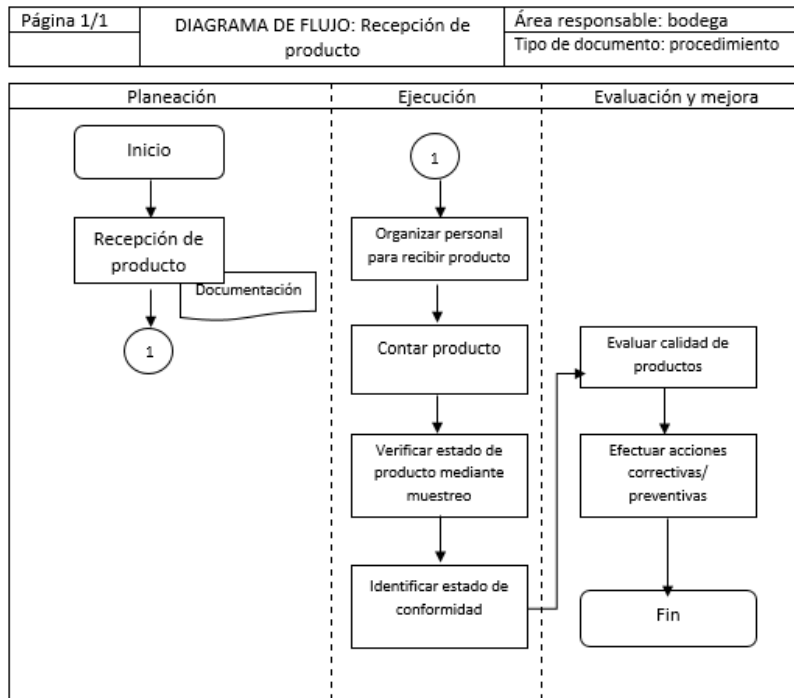 Página 1/1
DIAGRAMA DE FLUJO: Recepción de
producto
Área responsable: bodega
Tipo de documento: procedimiento
Planeación
Ejecución
Evaluación y mejora
Inicio
Recepción de
producto
Documentación
1
1
Organizar personal
para recibir producto
Contar producto
Verificar estado de
producto mediante
muestreo
Identificar estado de
conformidad
Evaluar calidad de
productos
Efectuar acciones
correctivas/
preventivas
Fin